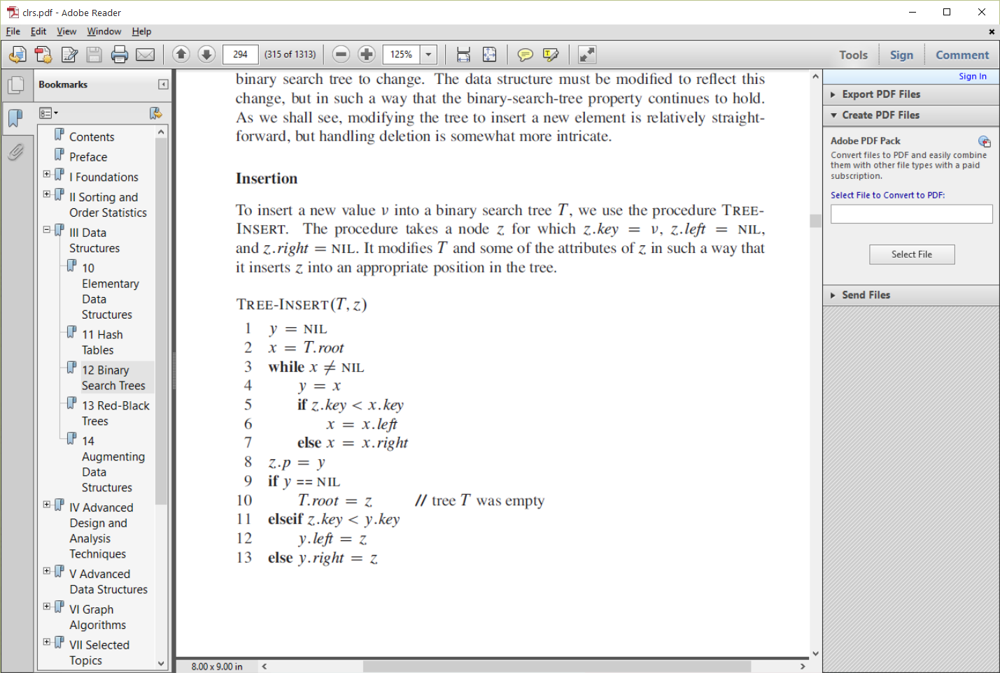 clrs.pdf - Adobe Reader
File Edit View Window Help
294 (315 of 1313) 125% Tools Sign Comment
Bookmarks
Contents
Preface
I Foundations
II Sorting and
Order Statistics
III Data
Structures
10
Elementary
Data
Structures
11 Hash
Tables
12 Binary
Search Trees
13 Red-Black
Trees
14
Augmenting
Data
Structures
IV Advanced
Design and
Analysis
Techniques
V Advanced
Data Structures
VI Graph
Algorithms
VII Selected
Topics
binary search tree to change. The data structure must be modified to reflect this
change, but in such a way that the binary-search-tree property continues to hold.
As we shall see, modifying the tree to insert a new element is relatively straight-
forward, but handling deletion is somewhat more intricate.
Insertion
To insert a new value ν into a binary search tree T, we use the procedure TREE-
INSERT. The procedure takes a node z for which z.key = ν, z.left = NIL,
and z.right = NIL. It modifies T and some of the attributes of z in such a way that
it inserts z into an appropriate position in the tree.
TREE-INSERT(T, z)
1 y = NIL
2 x = T.root
3 while x ≠ NIL
4 y = x
5 if z.key < x.key
6 x = x.left
7 else x = x.right
8 z.p = y
9 if y == NIL
10 T.root = z // tree T was empty
11 elseif z.key < y.key
12 y.left = z
13 else y.right = z
8.00 x 9.00 in
Sign In
Export PDF Files
Create PDF Files
Adobe PDF Pack
Convert files to PDF and easily combine
them with other file types with a paid
subscription.
Select File to Convert to PDF:
Select File
Send Files